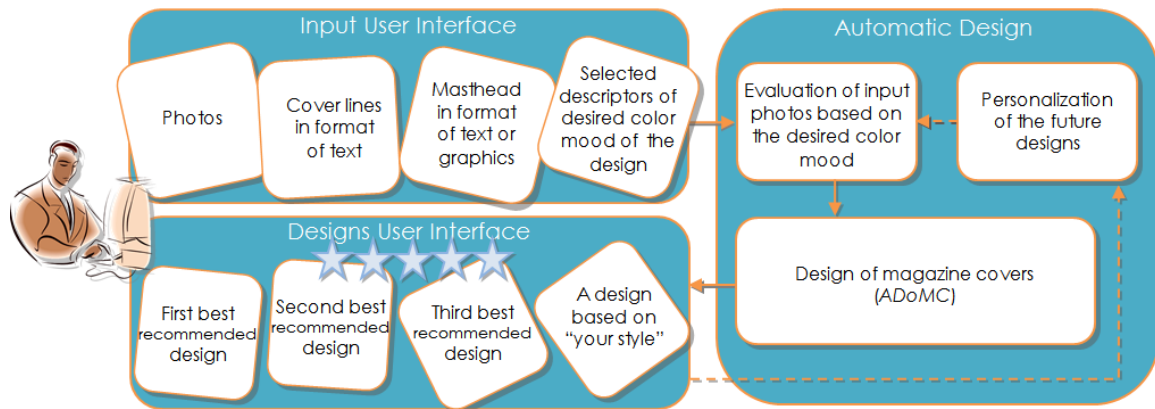 Input User Interface
Photos
Cover lines
in format
of text
Masthead
in format
of text or
graphics
Selected
descriptors of
desired color
mood of the
design
Automatic Design
Evaluation of input
photos based on
the desired color
mood
Personalization
of the future
designs
Design of magazine covers
(ADoMC)
Designs User Interface
First best
recommended
design
Second best
recommended
design
Third best
recommended
design
A design
based on
“your style”